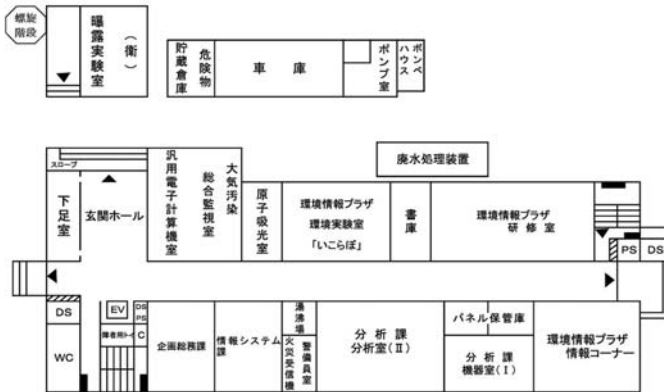 螺旋
階段
曝露実験室
（衛）
貯蔵倉庫
危険物
車庫
ポンプ室
ボンベ
ハウス
廃水処理装置
スロープ
下足室
玄関ホール
汎用電子計算機室
総合監視室
大気汚染
原子吸光室
環境情報プラザ
環境実験室
「いこらぼ」
書庫
環境情報プラザ
研修室
PS
DS
DS
WC
EV
障害者用トイレ
DS
PS
C
企画総務課
情報システム
課
湯沸場
火災受信機
警備員室
分析課
分析室(Ⅱ)
パネル保管庫
分析課
機器室(Ⅰ)
環境情報プラザ
情報コーナー